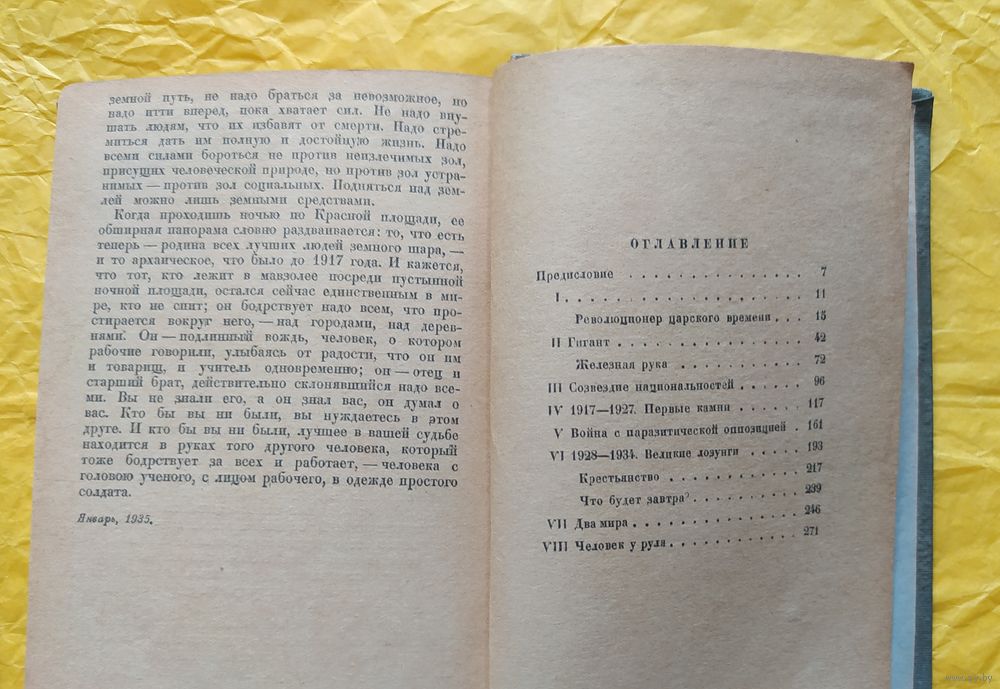 земной путь, не надо браться за невозможное, но
надо итти вперед, пока хватает сил. Не надо вну-
шать людям, что их избавят от смерти. Надо стре-
миться дать им полную и достойную жизнь. Надо
всеми силами бороться не против неизлечимых зол,
присущих человеческой природе, но против зол устра-
нимых — против зол социальных. Подняться над зем-
лей можно лишь земными средствами.
Когда проходишь ночью по Красной площади, ее
обширная панорама словно раздваивается: то, что есть
теперь — родина всех лучших людей земного шара, —
и то архаическое, что было до 1917 года. И кажется,
что тот, кто лежит в мавзолее посреди пустынной
ночной площади, остался сейчас единственным в ми-
ре, кто не спит; он бодрствует надо всем, что про-
стирается вокруг него, — над городами, над дерев-
нями. Он — подлинный вождь, человек, о котором
рабочие говорили, улыбаясь от радости, что он им
и товарищ, и учитель одновременно; он — отец и
старший брат, действительно склонявшийся надо все-
ми. Вы не знали его, а он знал вас, он думал о
вас. Кто бы вы ни были, вы нуждаетесь в этом
друге. И кто бы вы ни были, лучшее в вашей судьбе
находится в руках того другого человека, который
тоже бодрствует за всех и работает, — человека с
головою ученого, с лицом рабочего, в одежде простого
солдата.
Январь, 1935.
ОГЛАВЛЕНИЕ
Предисловие . . . . . . . . . . . . . . . 7
I . . . . . . . . . . . . . . . . . . . 11
Революционер царского времени . . . 15
II Гигант . . . . . . . . . . . . . . . 42
Железная рука . . . . . . . . . . . 72
III Созвездие национальностей . . . . . . 96
IV 1917—1927. Первые камни . . . . . . 117
V Война с паразитической оппозицией . 161
VI 1928—1934. Великие лозунги . . . . . 193
Крестьянство . . . . . . . . . . . 217
Что будет завтра? . . . . . . . . . 239
VII Два мира . . . . . . . . . . . . . . 246
VIII Человек у руля . . . . . . . . . . . 271